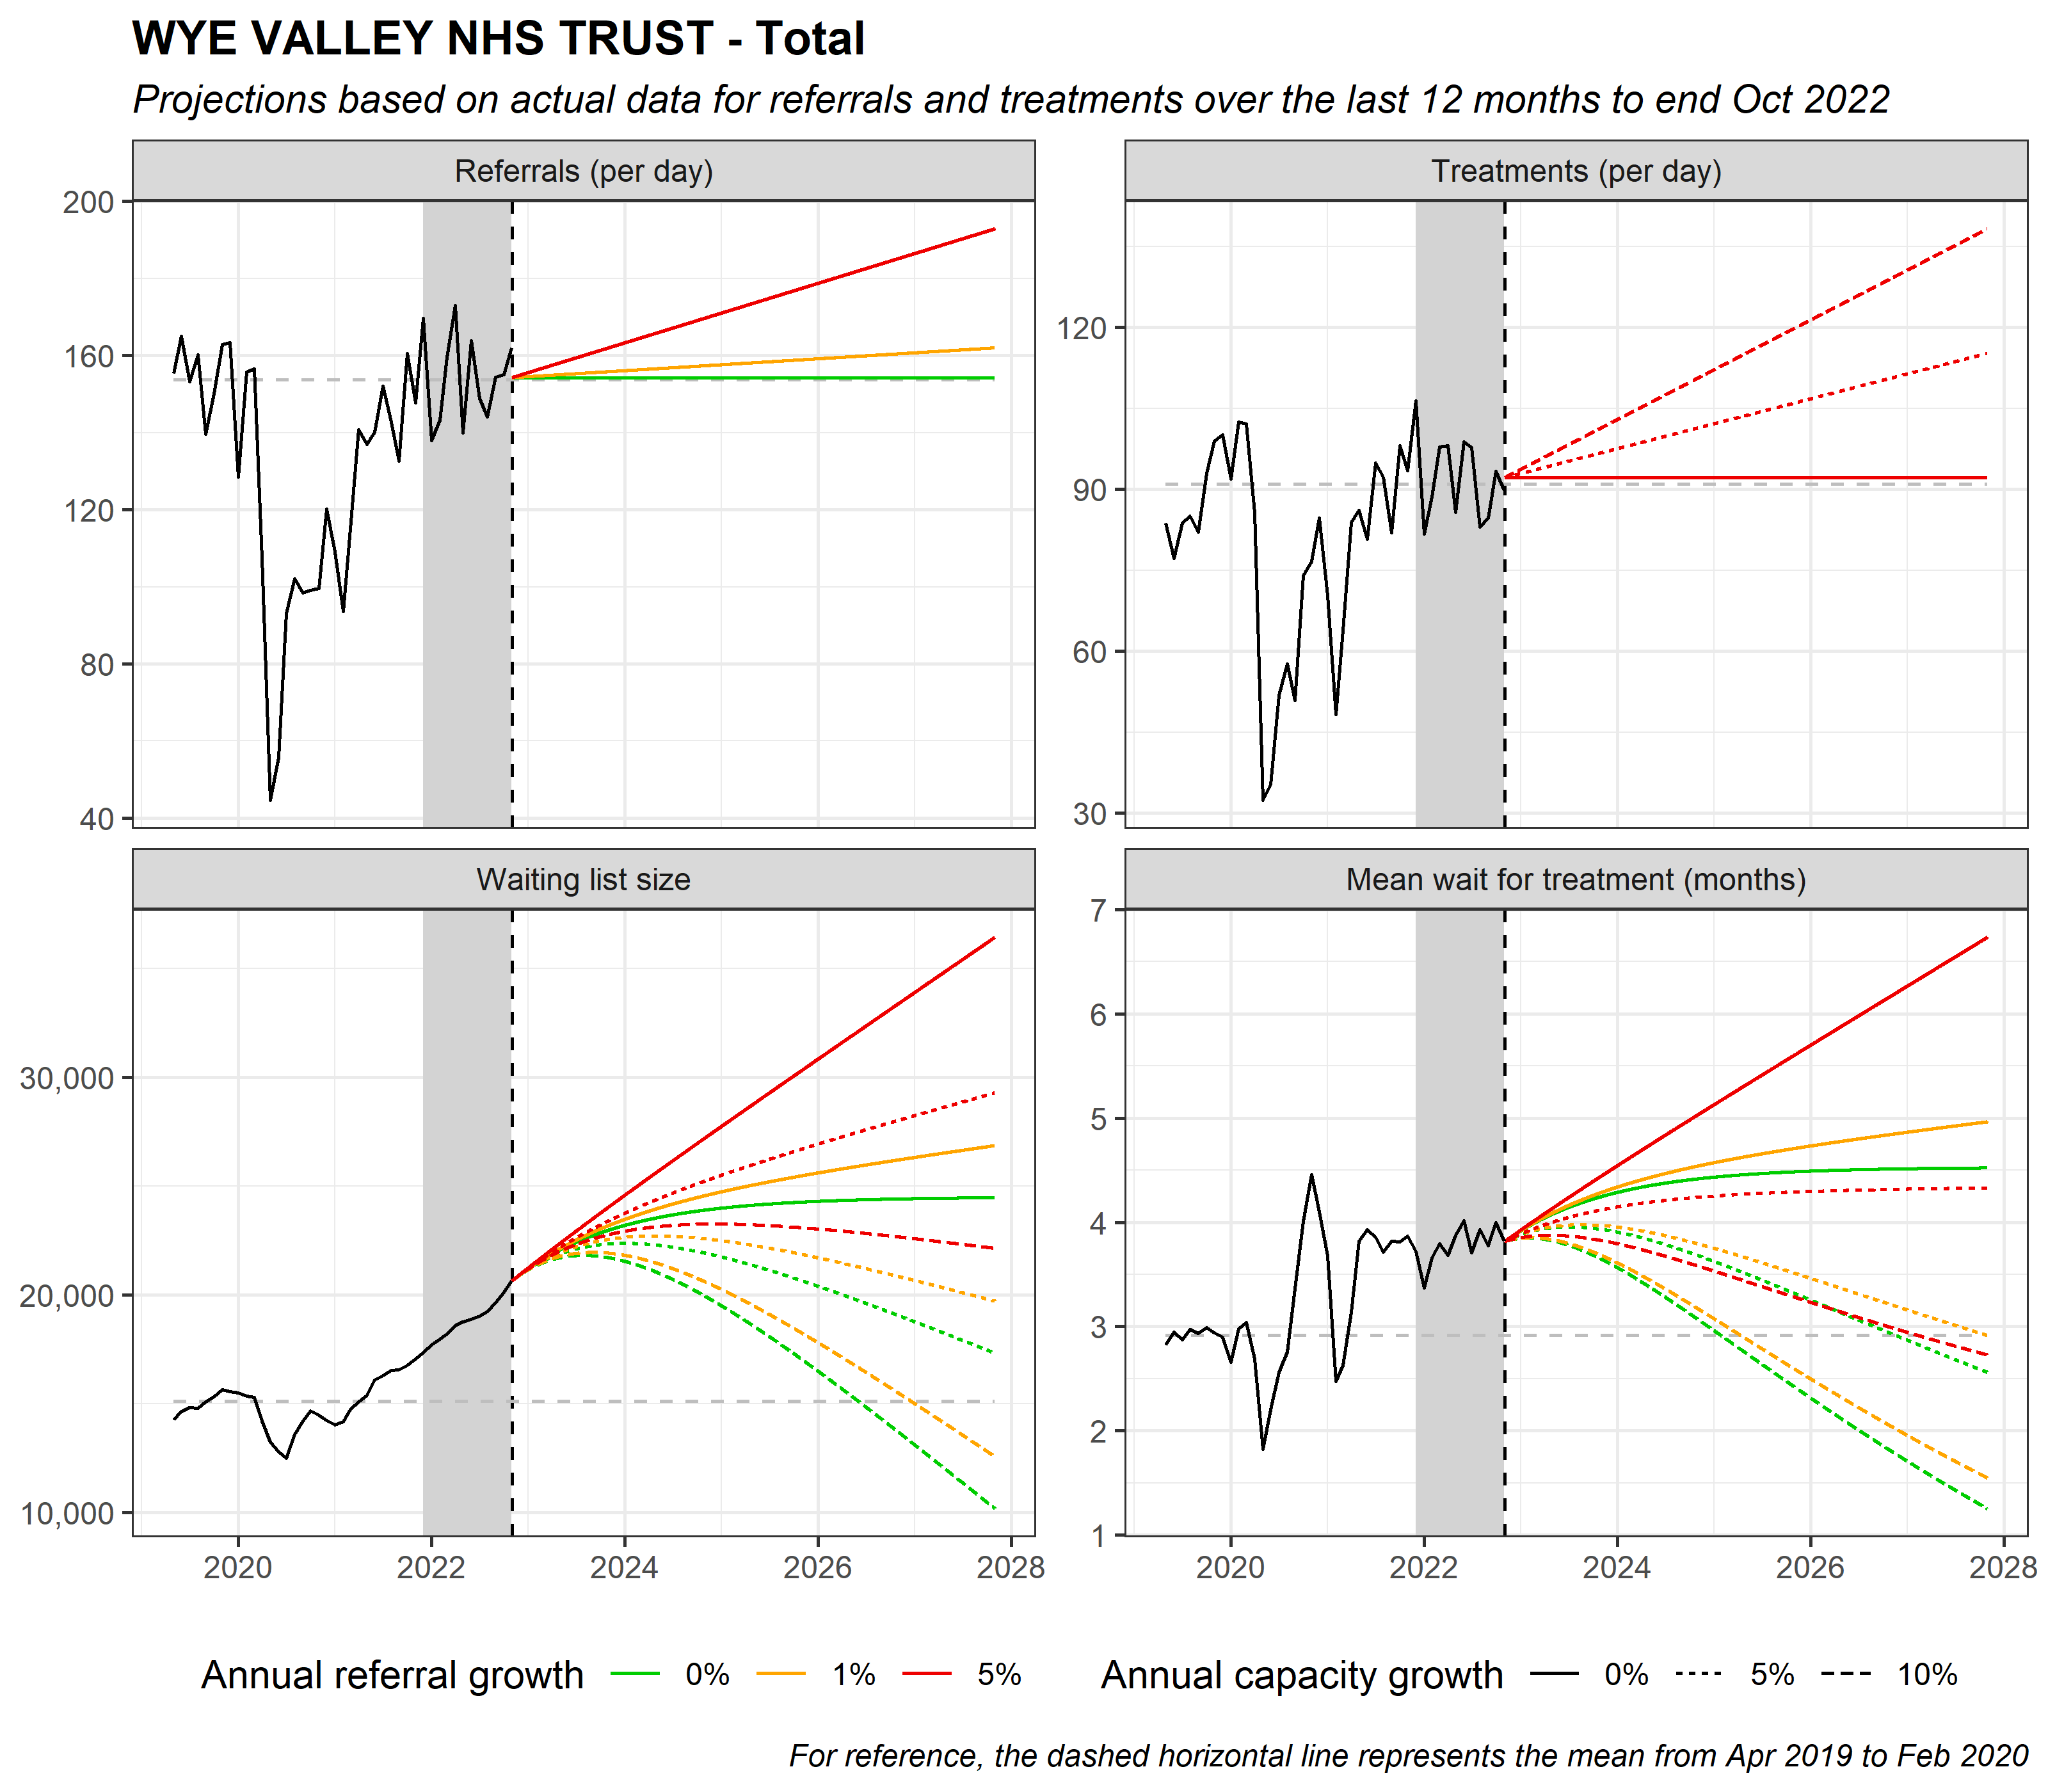 WYE VALLEY NHS TRUST - Total
Projections based on actual data for referrals and treatments over the last 12 months to end Oct 2022
Referrals (per day)
200
160
120
80
40
Treatments (per day)
120
90
60
30
Waiting list size
30,000
20,000
10,000
2020 2022 2024 2026 2028
Mean wait for treatment (months)
7
6
5
4
3
2
1
2020 2022 2024 2026 2028
Annual referral growth 0% 1% 5%
Annual capacity growth 0% 5% 10%
For reference, the dashed horizontal line represents the mean from Apr 2019 to Feb 2020